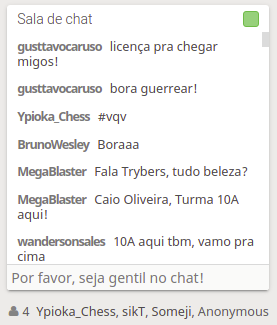 Sala de chat
gusttavocaruso licença pra chegar
migos!
gusttavocaruso bora guerrear!
Ypioka_Chess #vqv
BrunoWesley Boraaa
MegaBlaster Fala Trybers, tudo beleza?
MegaBlaster Caio Oliveira, Turma 10A
aqui!
wandersonsales 10A aqui tbm, vamo pra
cima
Por favor, seja gentil no chat!
4 Ypioka_Chess, sikT, Someji, Anonymous